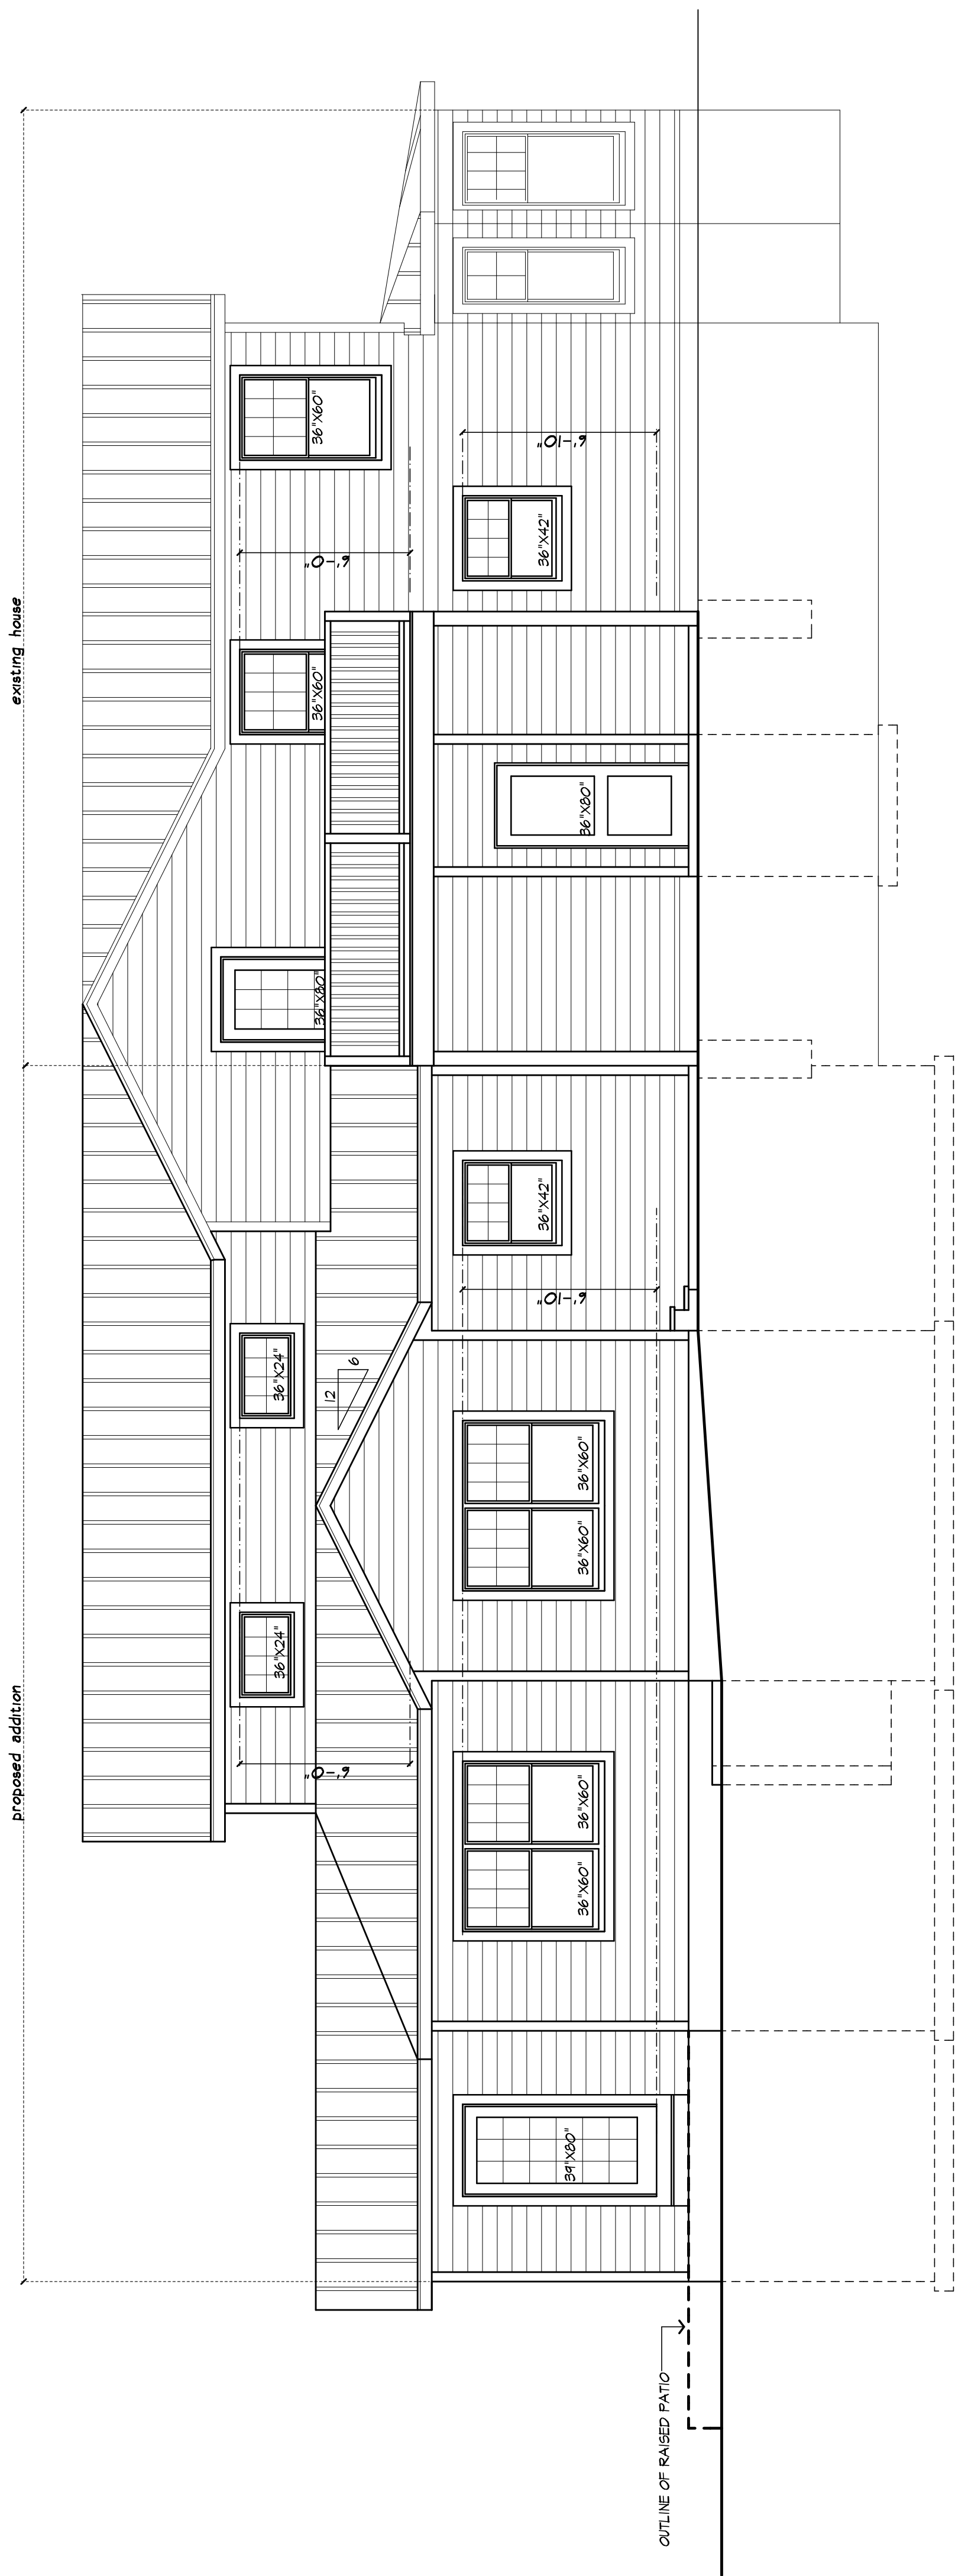 proposed addition
existing house
36"X24"
36"X24"
36"X80"
36"X60"
36"X60"
6'-0"
6'-0"
12
6
39"X80"
36"X60"
36"X60"
36"X60"
36"X60"
36"X42"
36"X80"
36"X42"
6'-10"
6'-10"
OUTLINE OF RAISED PATIO